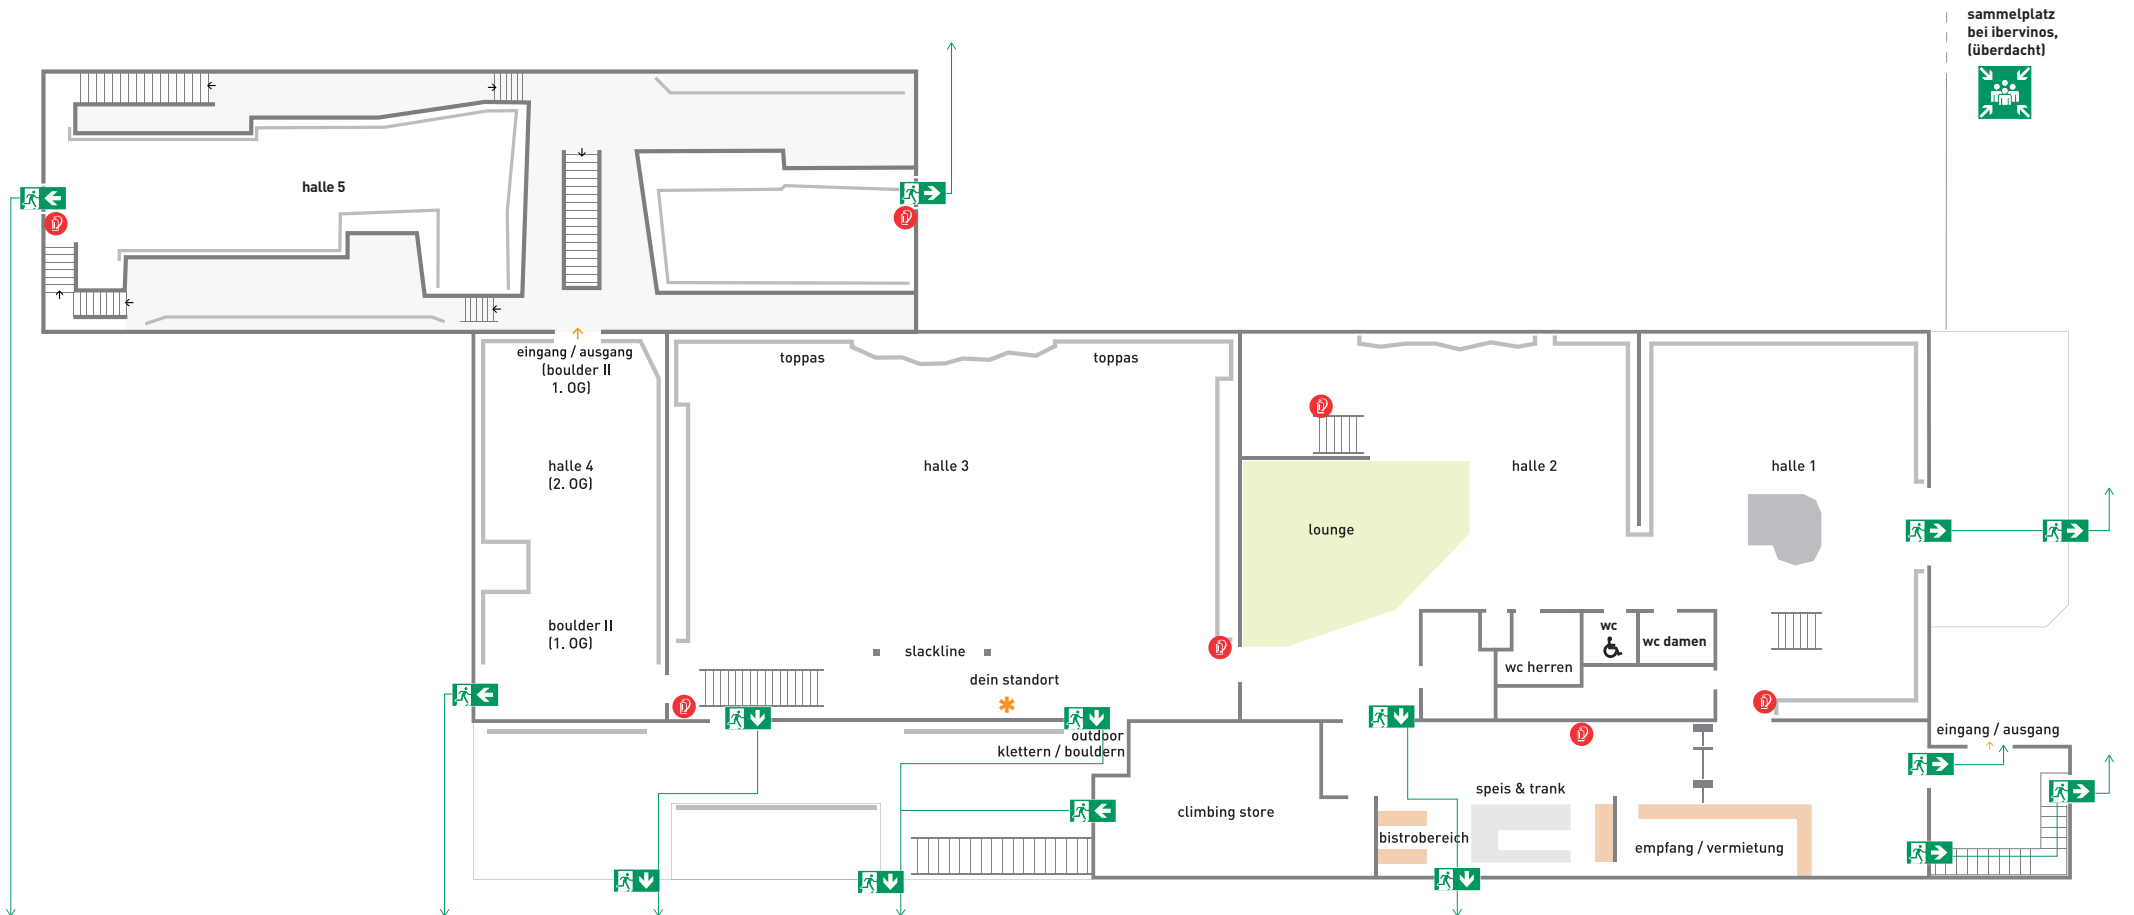 sammelplatz
bei ibervinos,
(überdacht)
halle 5
eingang / ausgang
(boulder II
1. OG)
toppas
toppas
halle 4
(2. OG)
halle 3
halle 2
halle 1
lounge
boulder II
(1. OG)
slackline
dein standort
wc
wc damen
wc herren
outdoor
klettern / bouldern
eingang / ausgang
speis & trank
climbing store
bistrobereich
empfang / vermietung